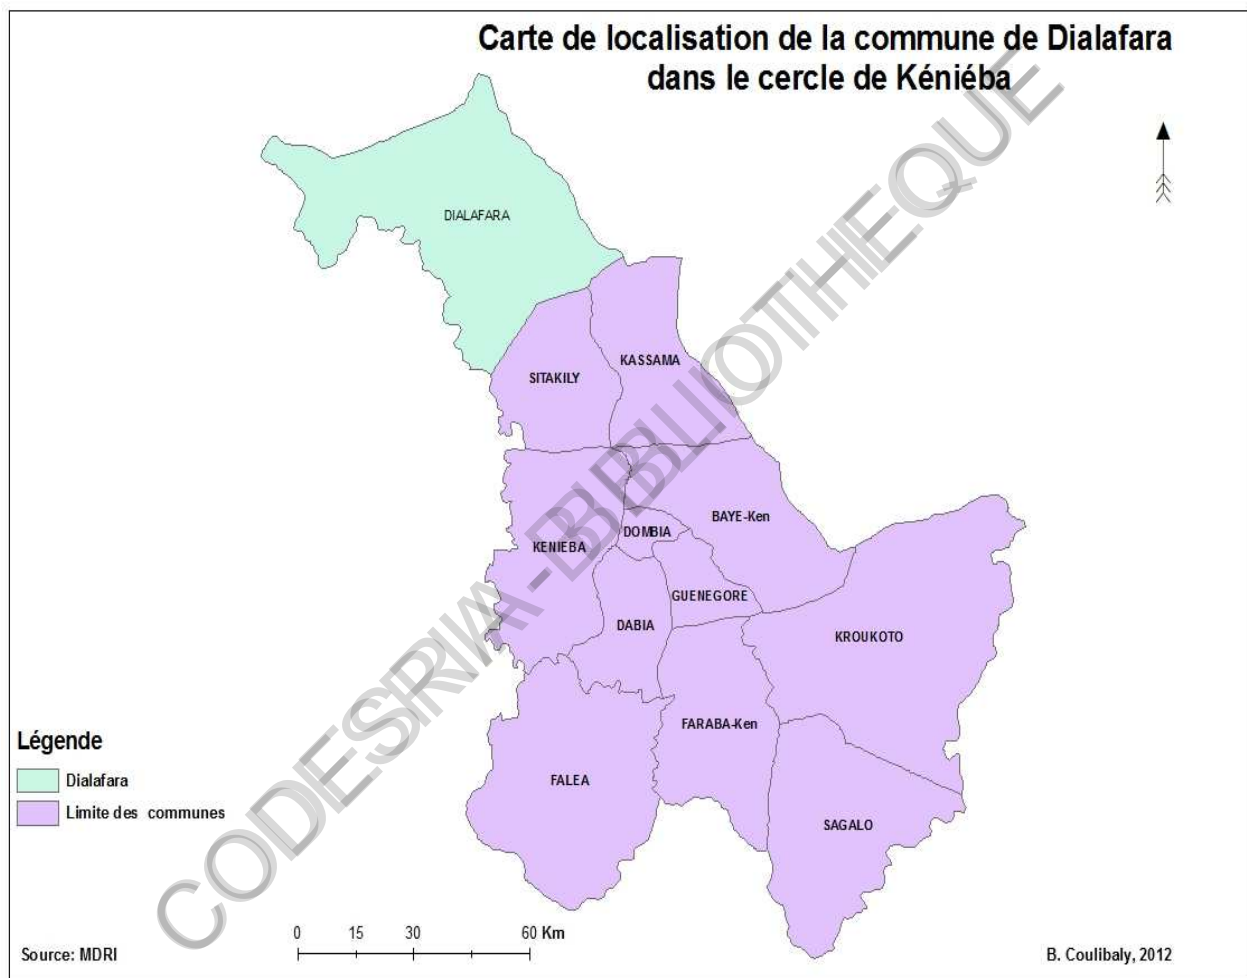 Carte de localisation de la commune de Dialafara
dans le cercle de Kéniéba
DIALAFARA
KASSAMA
SITAKILY
BAYE-Ken
DOMBIA
KENIEBA
GUENEGORE
DABIA
KROUKOTO
FARABA-Ken
FALEA
SAGALO
Légende
Dialafara
Limite des communes
0 15 30 60 Km
Source: MDRI
B. Coulibaly, 2012
CODESRIA-BIBLIOTHEQUE